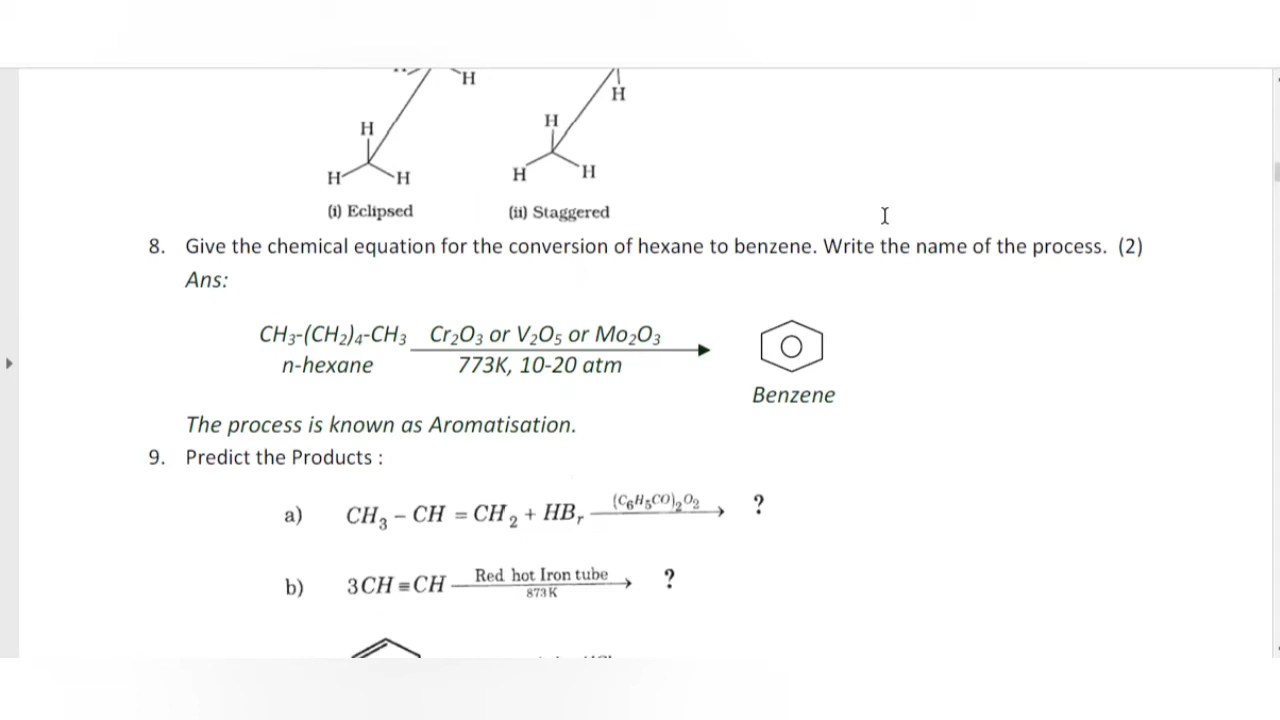 H
H
H
H
H
H
H
H
(i) Eclipsed
(ii) Staggered
8. Give the chemical equation for the conversion of hexane to benzene. Write the name of the process. (2)
Ans:
CH₃-(CH₂)₄-CH₃ Cr₂O₃ or V₂O₅ or Mo₂O₃
n-hexane 773K, 10-20 atm
Benzene
The process is known as Aromatisation.
9. Predict the Products :
a) CH₃ – CH = CH₂ + HBr (C₆H₅CO)₂O₂ → ?
b) 3CH ≡ CH Red hot Iron tube → ?
873K